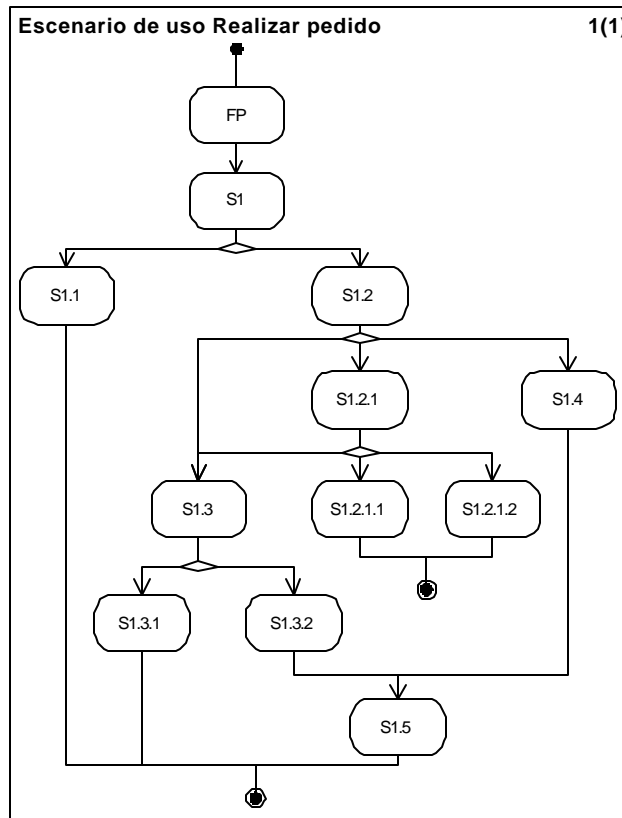 Escenario de uso Realizar pedido 1(1)
FP
S1
S1.1 S1.2
S1.2.1 S1.4
S1.3 S1.2.1.1 S1.2.1.2
S1.3.1 S1.3.2
S1.5